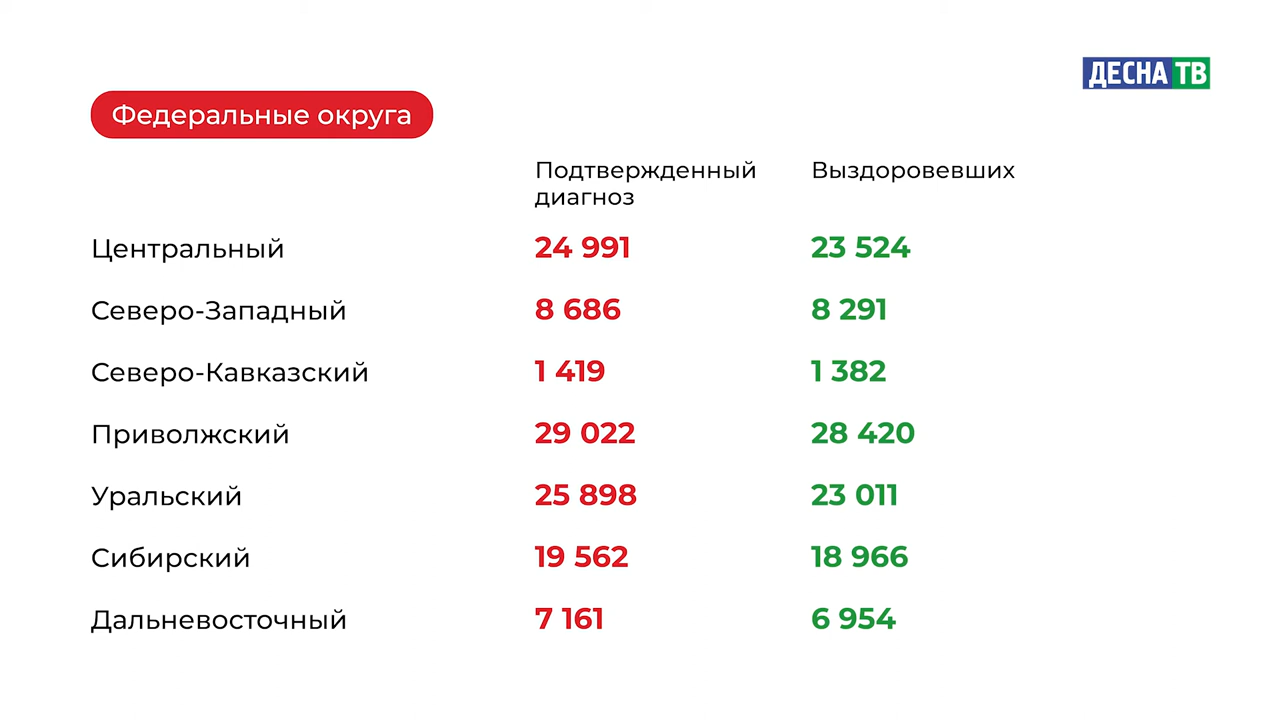 ДЕСНА ТВ
Федеральные округа
Подтвержденный Выздоровевших
диагноз
Центральный 24 991 23 524
Северо-Западный 8 686 8 291
Северо-Кавказский 1 419 1 382
Приволжский 29 022 28 420
Уральский 25 898 23 011
Сибирский 19 562 18 966
Дальневосточный 7 161 6 954